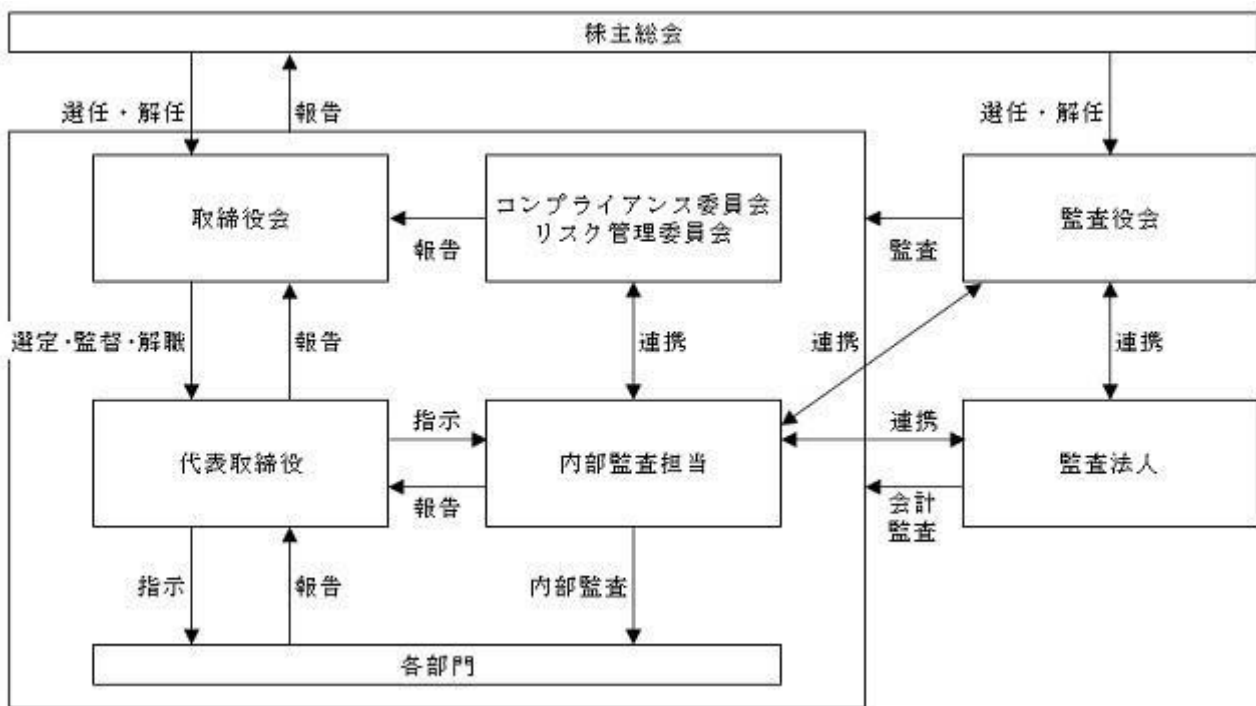 株主総会
選任・解任
報告
選任・解任
取締役会
コンプライアンス委員会
リスク管理委員会
監査役会
報告
監査
選定・監督・解職
報告
連携
連携
連携
代表取締役
指示
報告
内部監査担当
連携
会計
監査
監査法人
指示
報告
内部監査
各部門